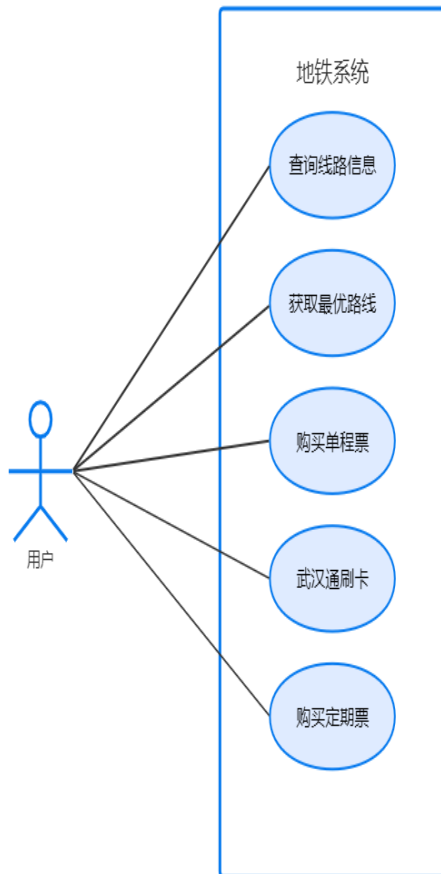 地铁系统
查询线路信息
获取最优路线
购买单程票
武汉通刷卡
购买定期票
用户